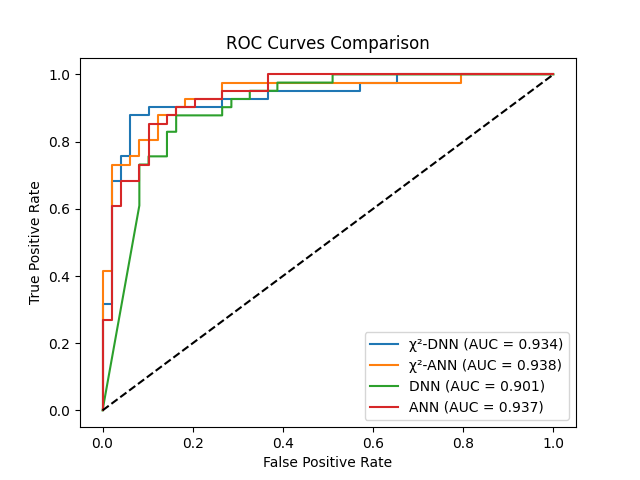 ROC Curves Comparison
True Positive Rate
1.0
0.8
0.6
0.4
0.2
0.0
χ²-DNN (AUC = 0.934)
χ²-ANN (AUC = 0.938)
DNN (AUC = 0.901)
ANN (AUC = 0.937)
0.0 0.2 0.4 0.6 0.8 1.0
False Positive Rate